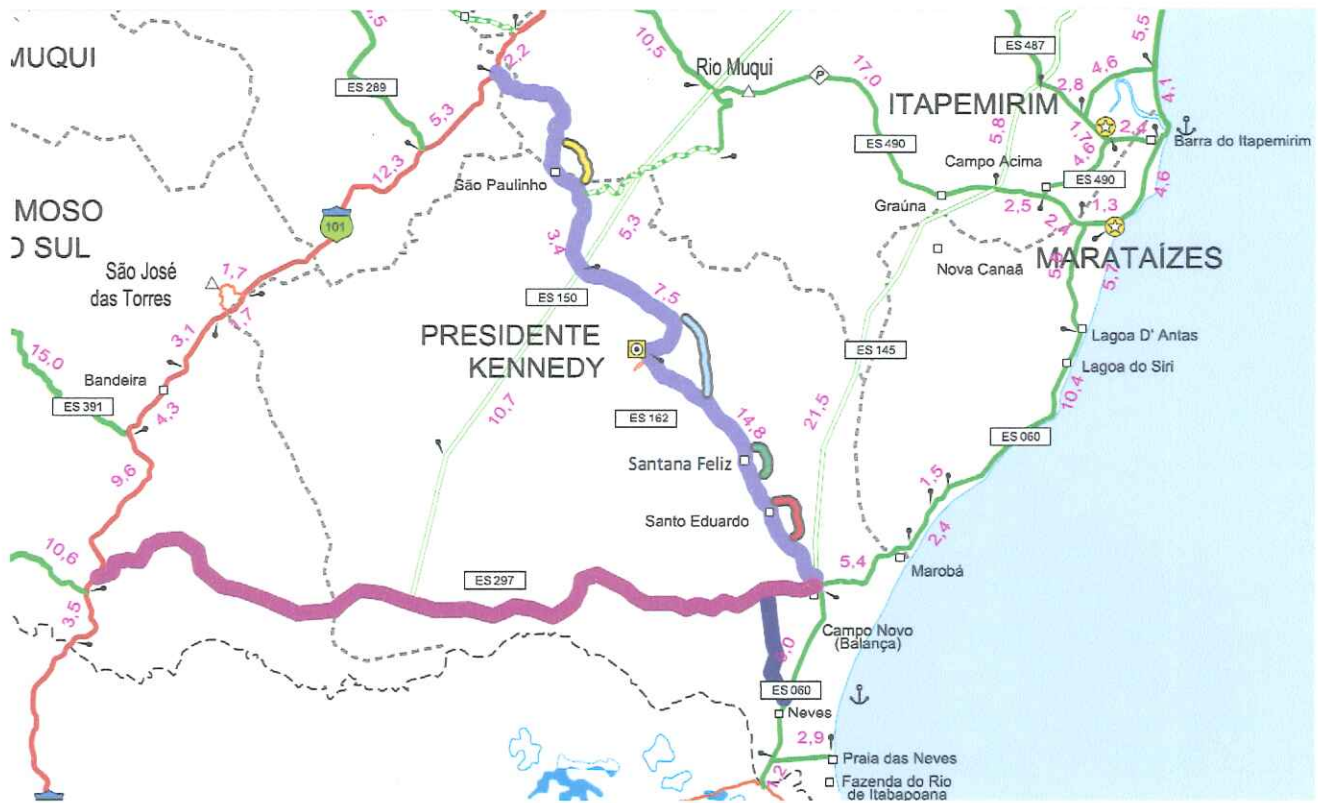 MUQUI
2,2
10,5
Rio Muqui
17,0
ES 487
4,6
5,5
2,8
4,1
ES 289
5,3
ITAPEMIRIM
1,7
2,4
Barra do Itapemirim
5,8
ES 490
4,6
Campo Acima
ES 490
12,3
São Paulinho
Graúna
2,5
1,3
4,6
2,4
MOSO
O SUL
101
3,4
5,3
Nova Canaã
MARATAÍZES
5,7
São José
das Torres
1,7
1,7
ES 150
7,5
PRESIDENTE
KENNEDY
ES 145
Lagoa D' Antas
Lagoa do Siri
15,0
3,1
Bandeira
ES 391
4,3
10,7
ES 162
14,8
21,5
10,4
ES 060
Santana Feliz
9,6
1,5
Santo Eduardo
2,4
10,6
ES 297
5,4
Marobá
3,5
Campo Novo
(Balança)
ES 060
Neves
2,9
Praia das Neves
Fazenda do Rio
de Itabapoana